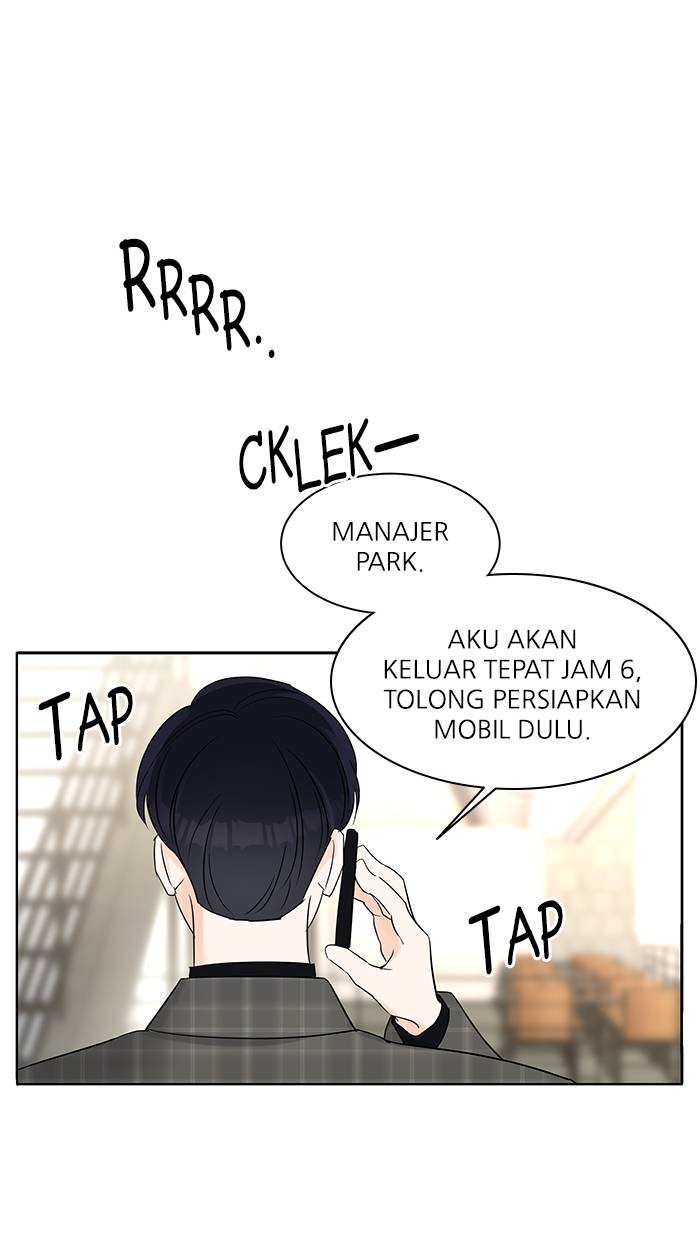 RRRR..
CKLEK—
MANAJER
PARK.
AKU AKAN
KELUAR TEPAT JAM 6,
TOLONG PERSIAPKAN
MOBIL DULU.
TAP
TAP